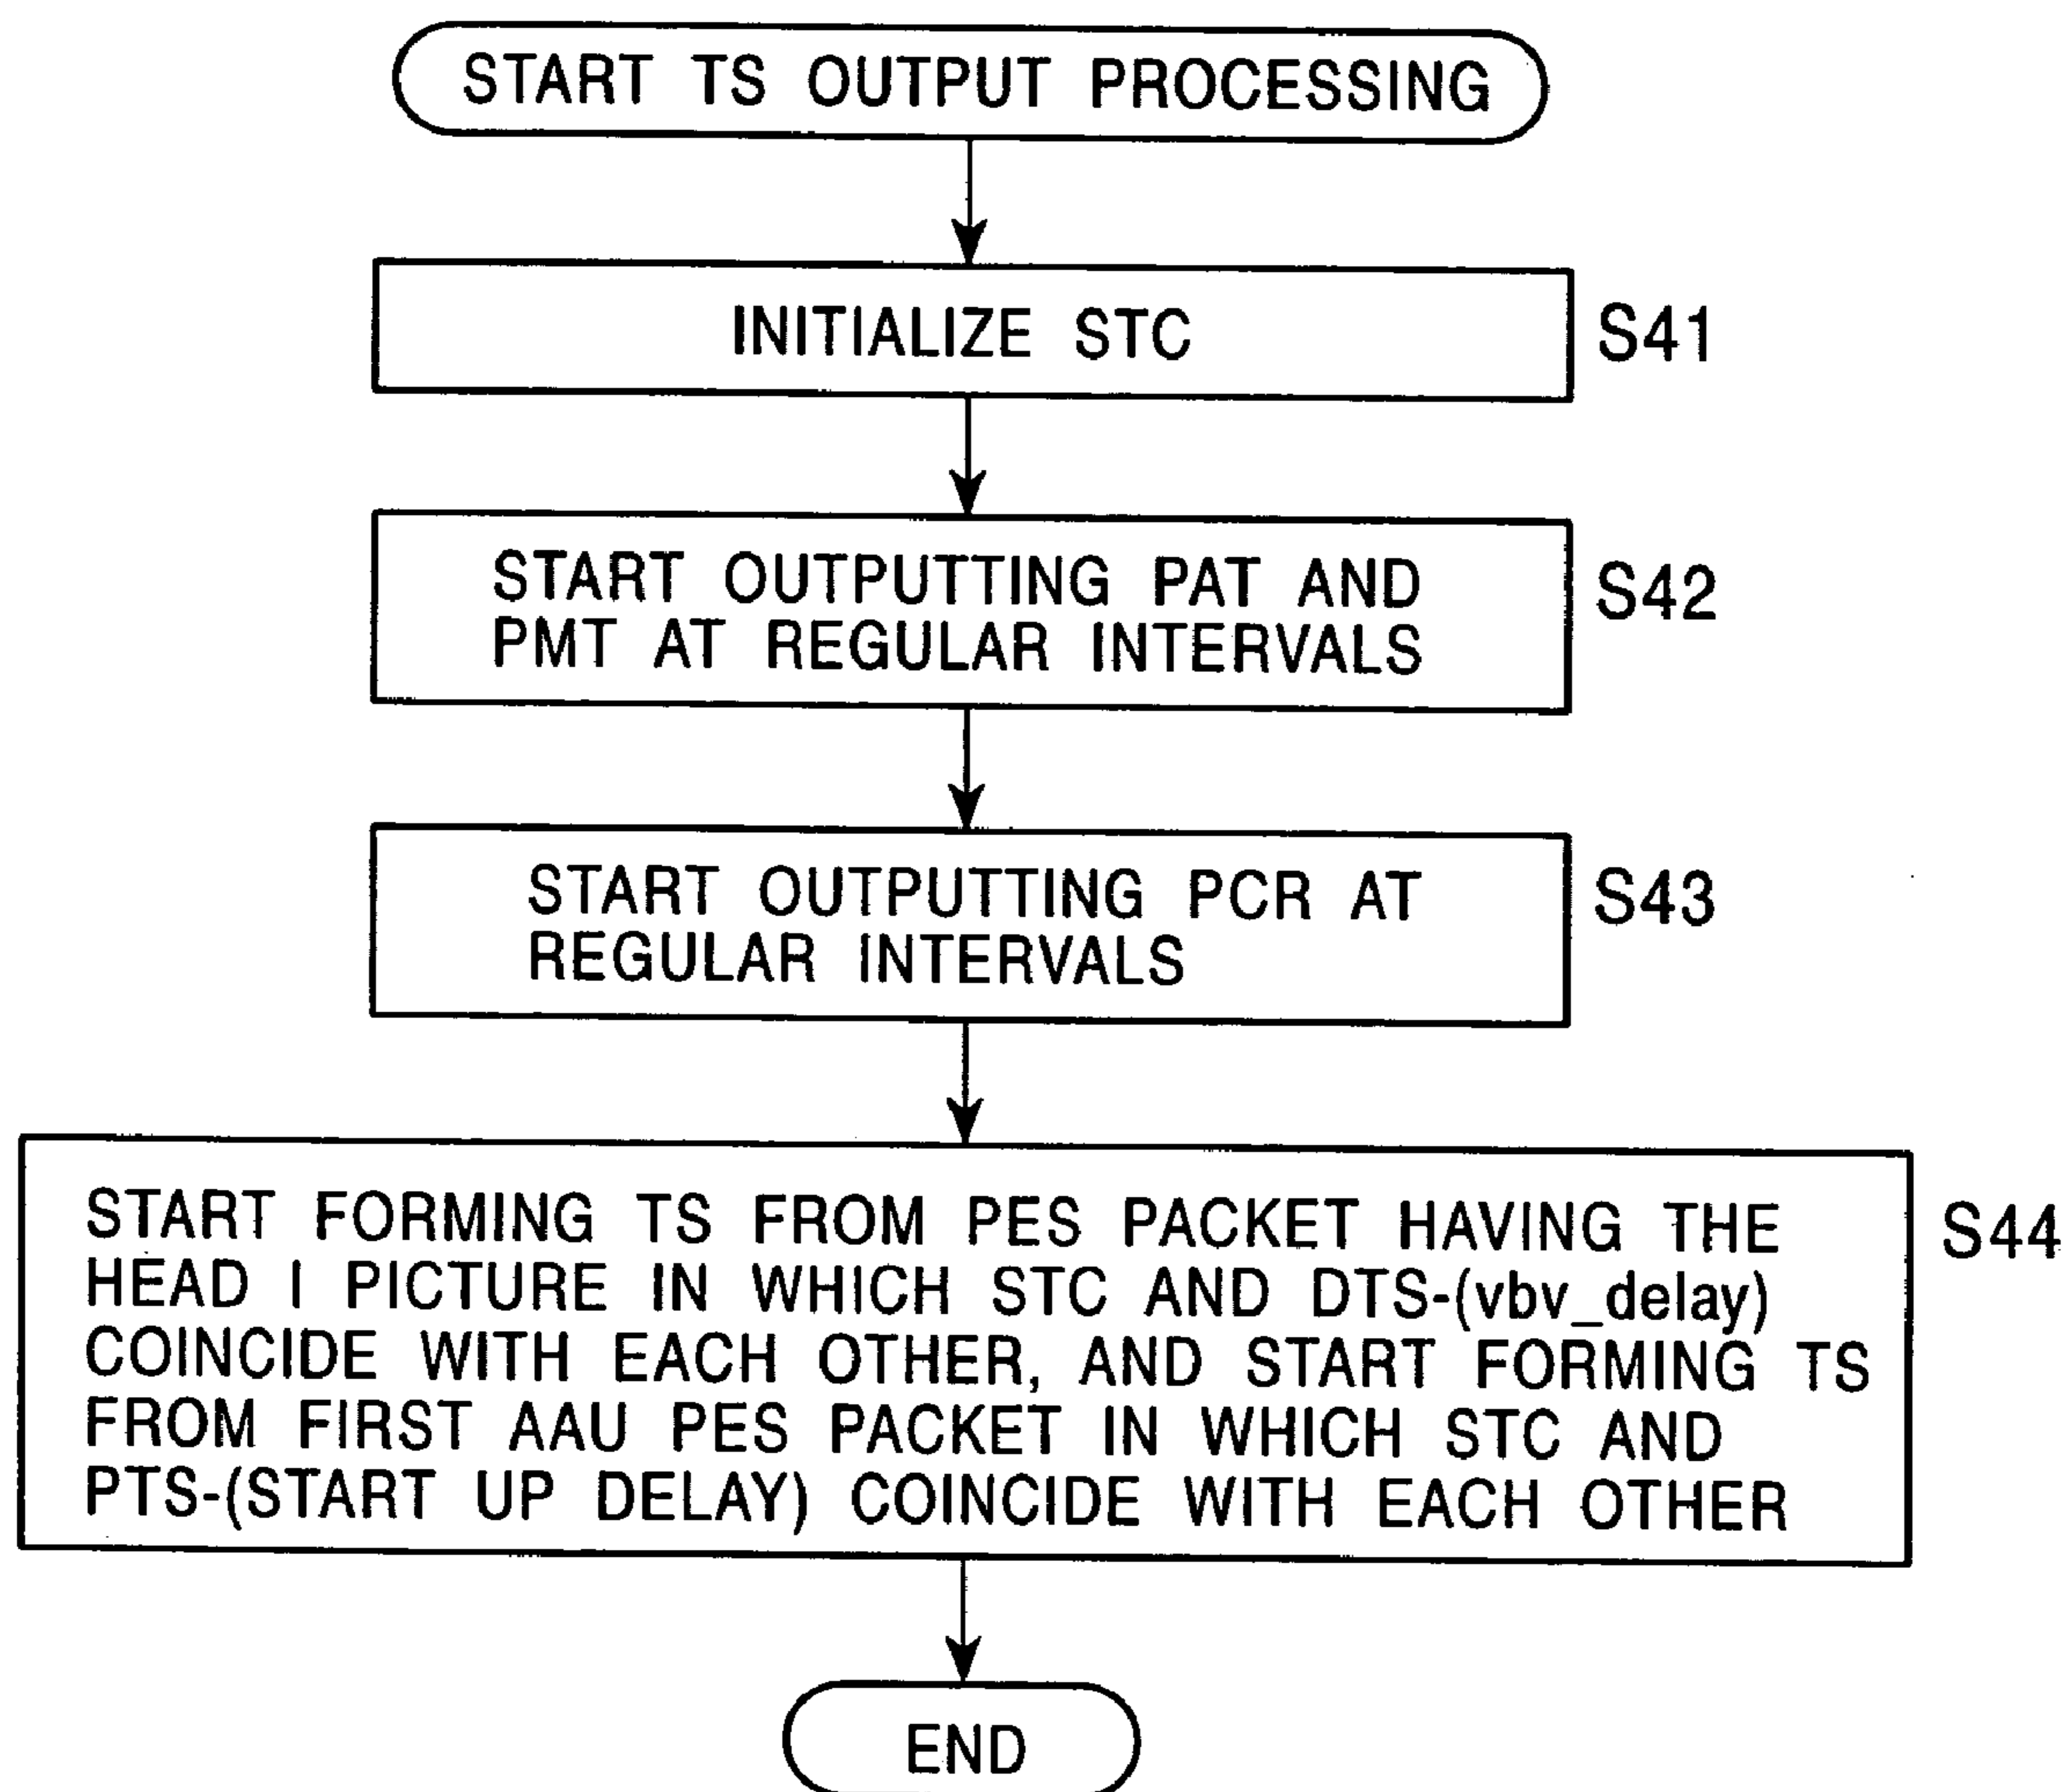 START TS OUTPUT PROCESSING
INITIALIZE STC
S41
START OUTPUTTING PAT AND
PMT AT REGULAR INTERVALS
S42
START OUTPUTTING PCR AT
REGULAR INTERVALS
S43
START FORMING TS FROM PES PACKET HAVING THE
HEAD I PICTURE IN WHICH STC AND DTS-(vbv_delay)
COINCIDE WITH EACH OTHER, AND START FORMING TS
FROM FIRST AAU PES PACKET IN WHICH STC AND
PTS-(START UP DELAY) COINCIDE WITH EACH OTHER
S44
END